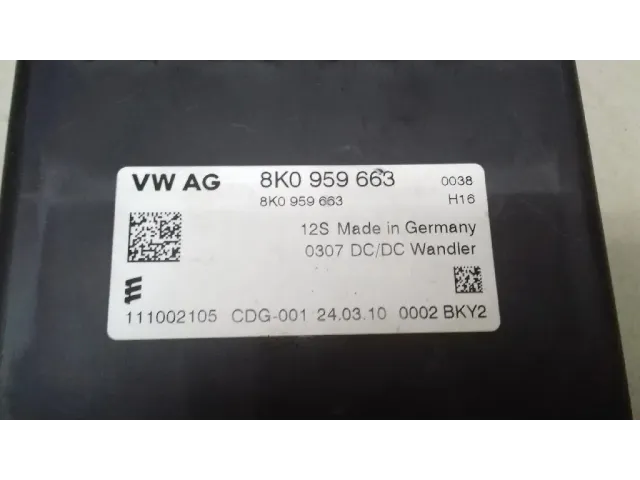 VW AG 8K0 959 663 0038
8K0 959 663 H16
12S Made in Germany
0307 DC/DC Wandler
111002105 CDG-001 24.03.10 0002 BKY2